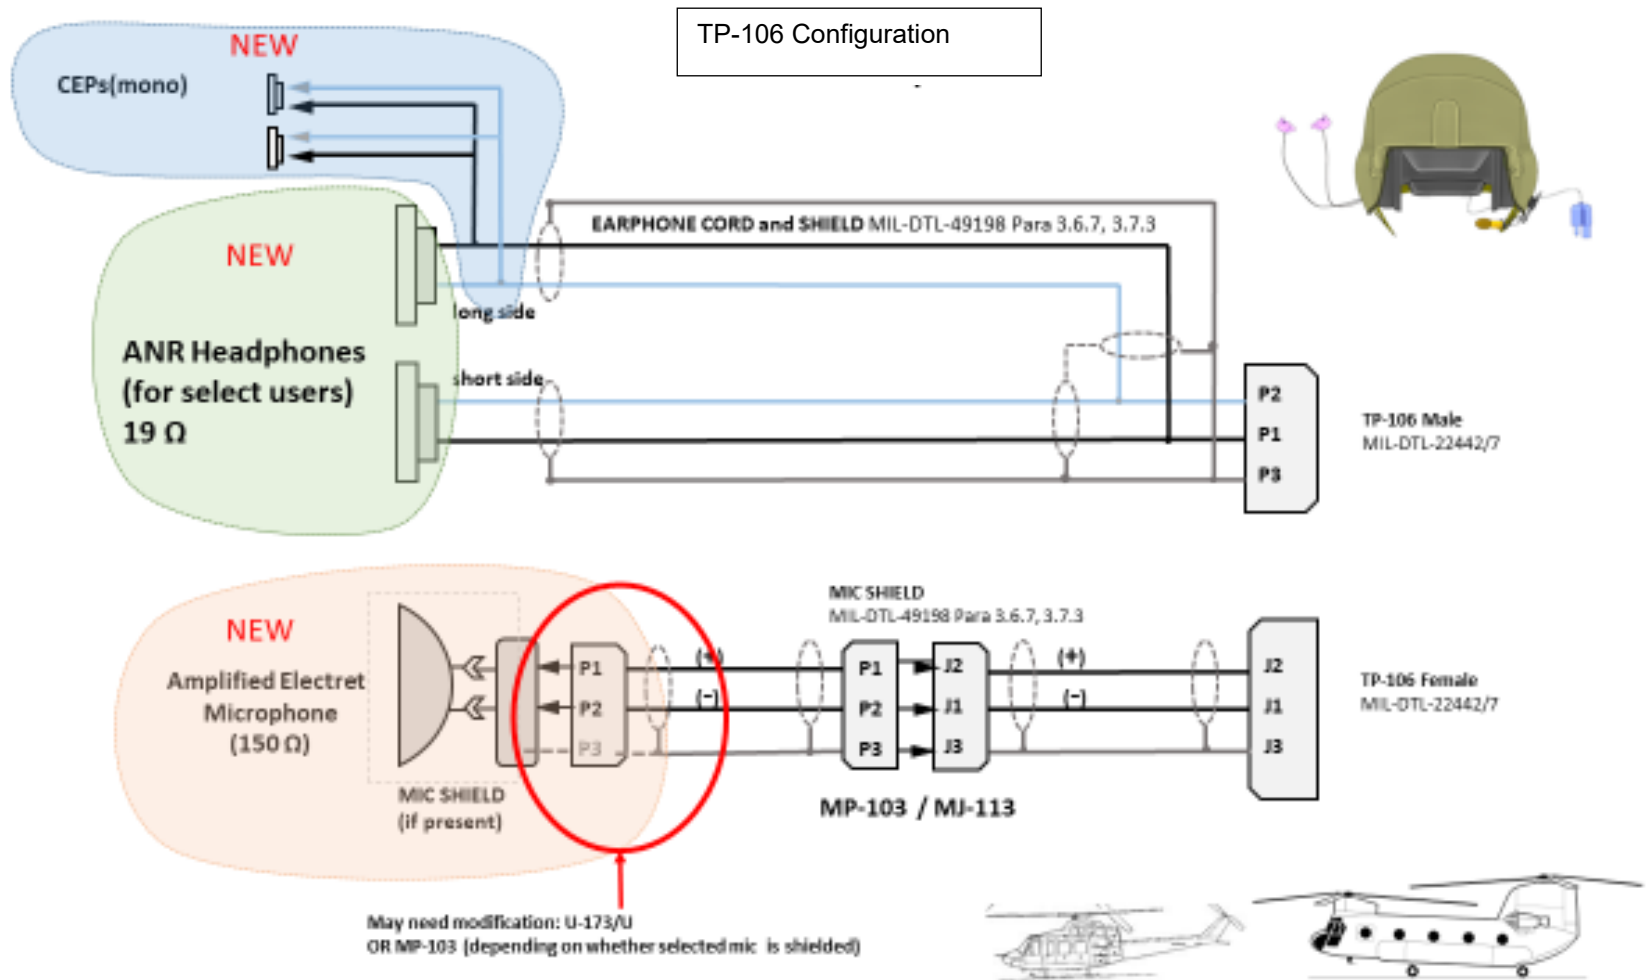 TP-106 Configuration
NEW
CEPs(mono)
EARPHONE CORD and SHIELD MIL-DTL-49198 Para 3.6.7, 3.7.3
NEW
long side
ANR Headphones
(for select users)
19 Ω
short side
P2
P1
P3
TP-106 Male
MIL-DTL-22442/7
NEW
Amplified Electret
Microphone
(150 Ω)
MIC SHIELD
(if present)
P1
P2
P3
(+)
(−)
MIC SHIELD
MIL-DTL-49198 Para 3.6.7, 3.7.3
P1
P2
P3
J2
J1
J3
(+)
(−)
MP-103 / MJ-113
J2
J1
J3
TP-106 Female
MIL-DTL-22442/7
May need modification: U-173/U
OR MP-103 (depending on whether selected mic is shielded)